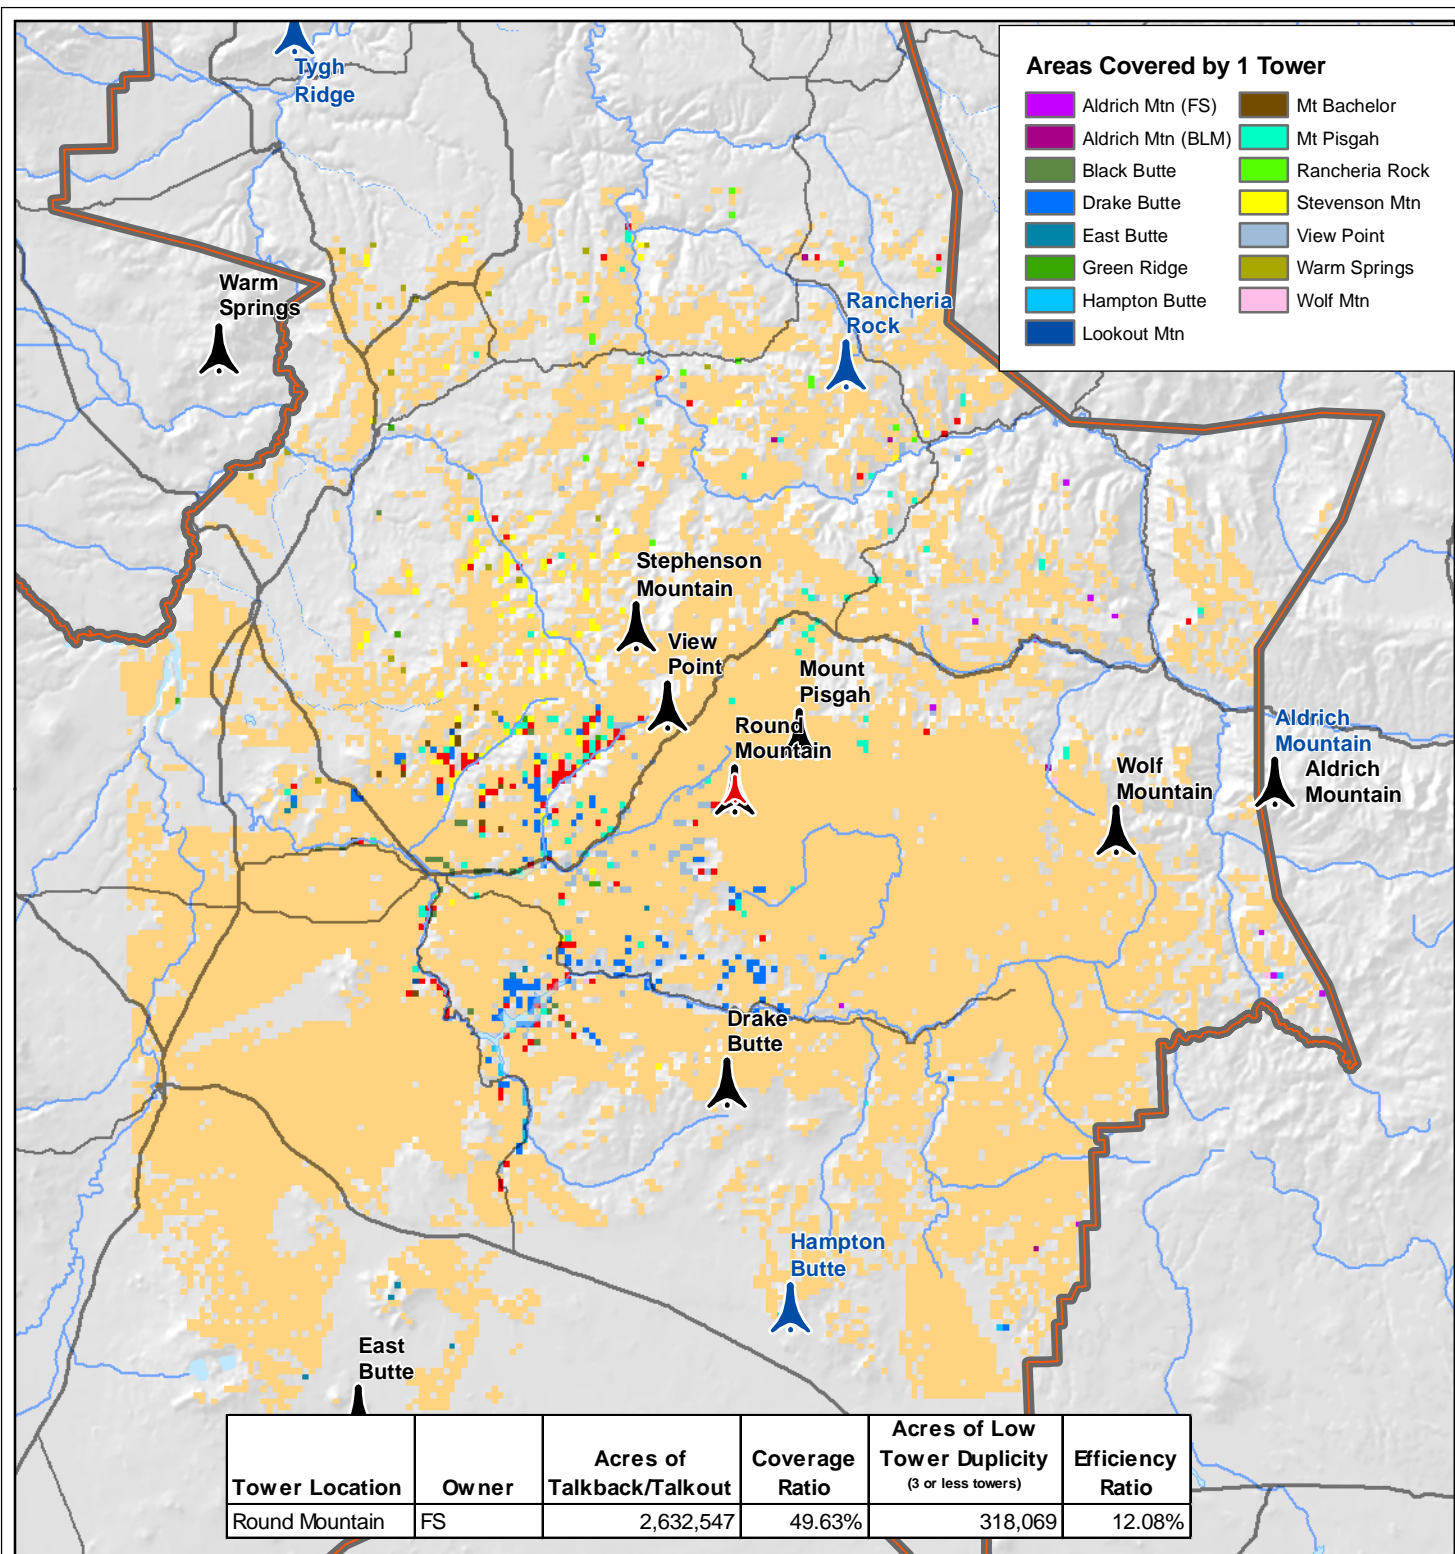 Tygh
Ridge
Areas Covered by 1 Tower
Aldrich Mtn (FS)
Aldrich Mtn (BLM)
Black Butte
Drake Butte
East Butte
Green Ridge
Hampton Butte
Lookout Mtn
Mt Bachelor
Mt Pisgah
Rancheria Rock
Stevenson Mtn
View Point
Warm Springs
Wolf Mtn
Warm
Springs
Rancheria
Rock
Stephenson
Mountain
View
Point
Mount
Pisgah
Round
Mountain
Aldrich
Mountain
Aldrich
Mountain
Wolf
Mountain
Drake
Butte
Hampton
Butte
East
Butte
Tower Location
Owner
Acres of
Talkback/Talkout
Coverage
Ratio
Acres of Low
Tower Duplicity
(3 or less towers)
Efficiency
Ratio
Round Mountain FS 2,632,547 49.63% 318,069 12.08%